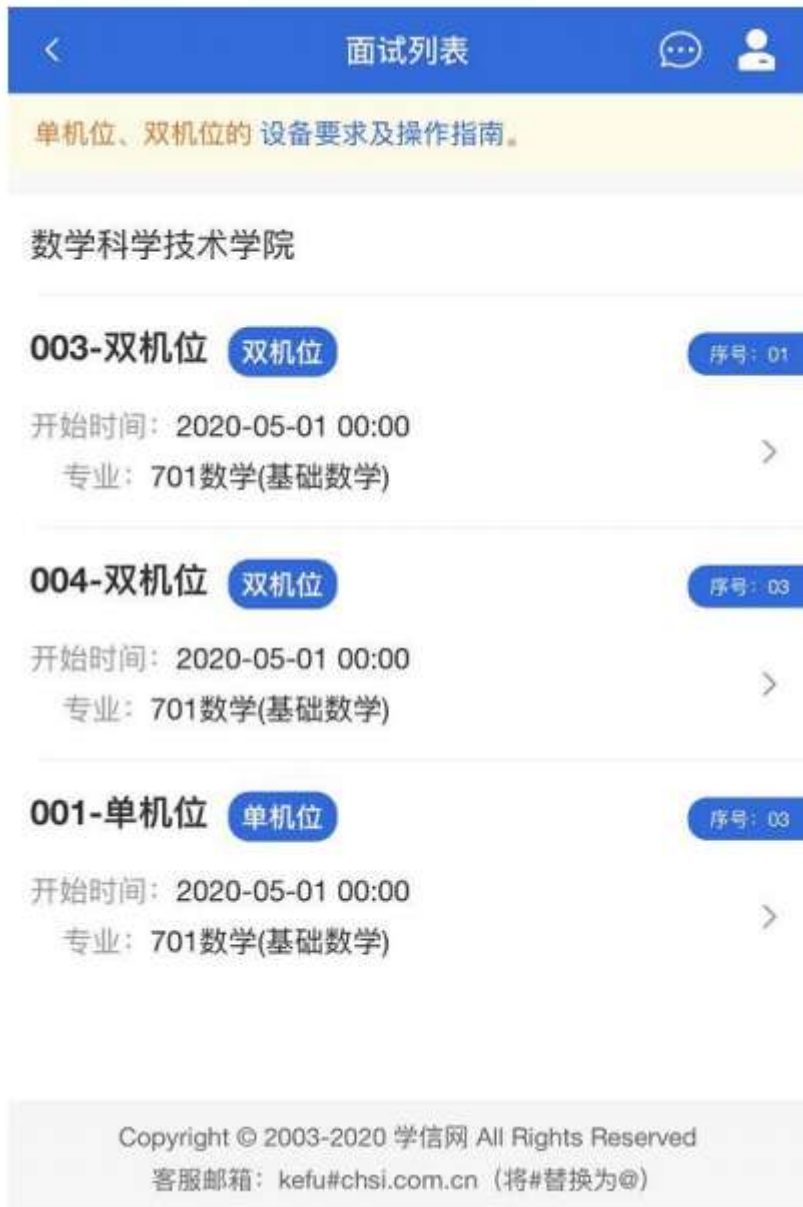 面试列表
单机位、双机位的 设备要求及操作指南。
数学科学技术学院
003-双机位 双机位 序号：01
开始时间：2020-05-01 00:00
专业：701数学(基础数学)
004-双机位 双机位 序号：03
开始时间：2020-05-01 00:00
专业：701数学(基础数学)
001-单机位 单机位 序号：03
开始时间：2020-05-01 00:00
专业：701数学(基础数学)
Copyright © 2003-2020 学信网 All Rights Reserved
客服邮箱：kefu#chsi.com.cn（将#替换为@）